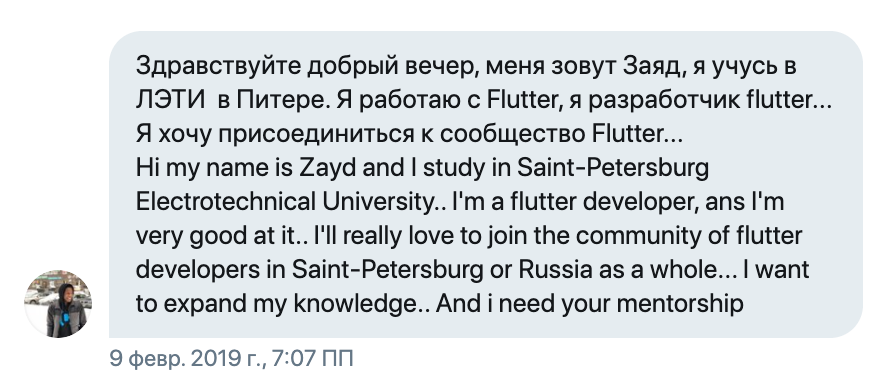 Здравствуйте добрый вечер, меня зовут Заяд, я учусь в
ЛЭТИ  в Питере. Я работаю с Flutter, я разработчик flutter...
Я хочу присоединиться к сообщество Flutter...
Hi my name is Zayd and I study in Saint-Petersburg
Electrotechnical University.. I'm a flutter developer, ans I'm
very good at it.. I'll really love to join the community of flutter
developers in Saint-Petersburg or Russia as a whole... I want
to expand my knowledge.. And i need your mentorship
9 февр. 2019 г., 7:07 ПП